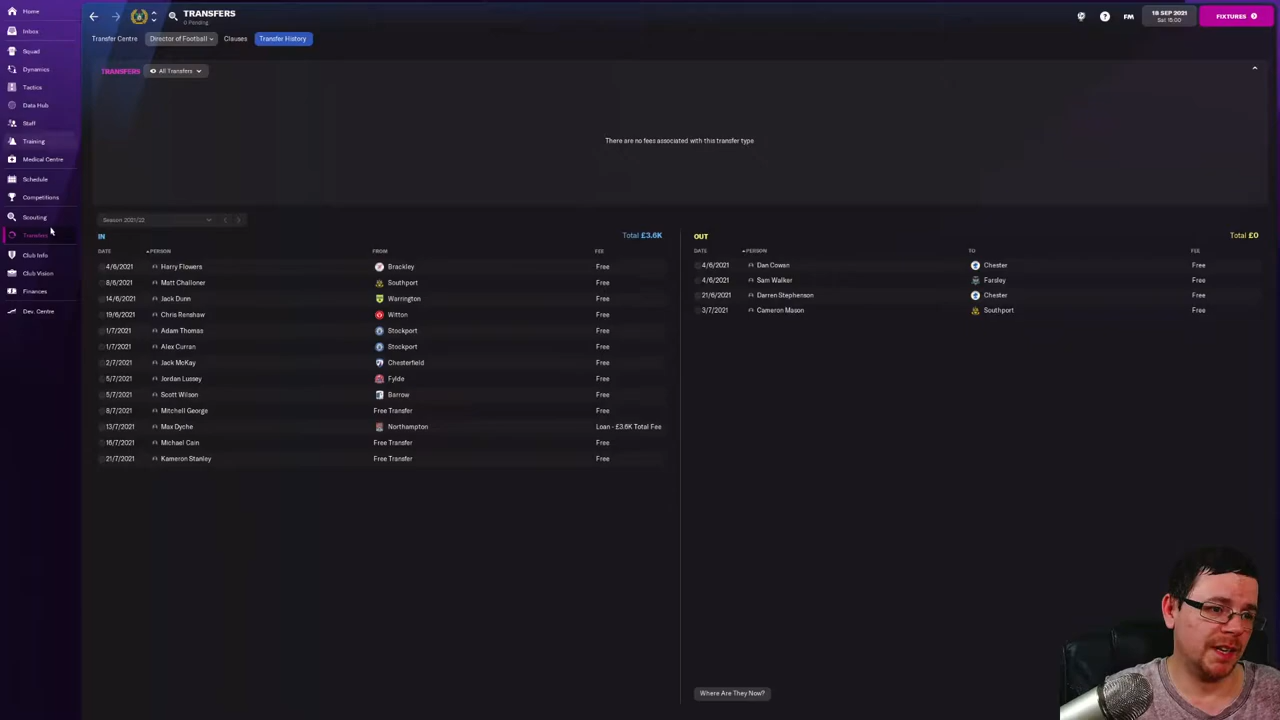 Home
Inbox
Squad
Dynamics
Tactics
Data Hub
Staff
Training
Medical Centre
Schedule
Competitions
Scouting
Transfers
Club Info
Club Vision
Finances
Dev. Centre
TRANSFERS
0 Pending
FM
18 SEP 2021
Sat 15:00
FIXTURES
Transfer Centre
Director of Football
Clauses
Transfer History
TRANSFERS
All Transfers
There are no fees associated with this transfer type
Season 2021/22
IN
Total £3.6K
DATE PERSON FROM FEE
4/6/2021 Harry Flowers Brackley Free
8/6/2021 Matt Challoner Southport Free
14/6/2021 Jack Dunn Warrington Free
19/6/2021 Chris Renshaw Witton Free
1/7/2021 Adam Thomas Stockport Free
1/7/2021 Alex Curran Stockport Free
2/7/2021 Jack McKay Chesterfield Free
5/7/2021 Jordan Lussey Fylde Free
5/7/2021 Scott Wilson Barrow Free
8/7/2021 Mitchell George Free Transfer Free
13/7/2021 Max Dyche Northampton Loan - £3.6K Total Fee
16/7/2021 Michael Cain Free Transfer Free
21/7/2021 Kameron Stanley Free Transfer Free
OUT
Total £0
DATE PERSON TO FEE
4/6/2021 Dan Cowan Chester Free
4/6/2021 Sam Walker Farsley Free
21/6/2021 Darren Stephenson Chester Free
3/7/2021 Cameron Mason Southport Free
Where Are They Now?